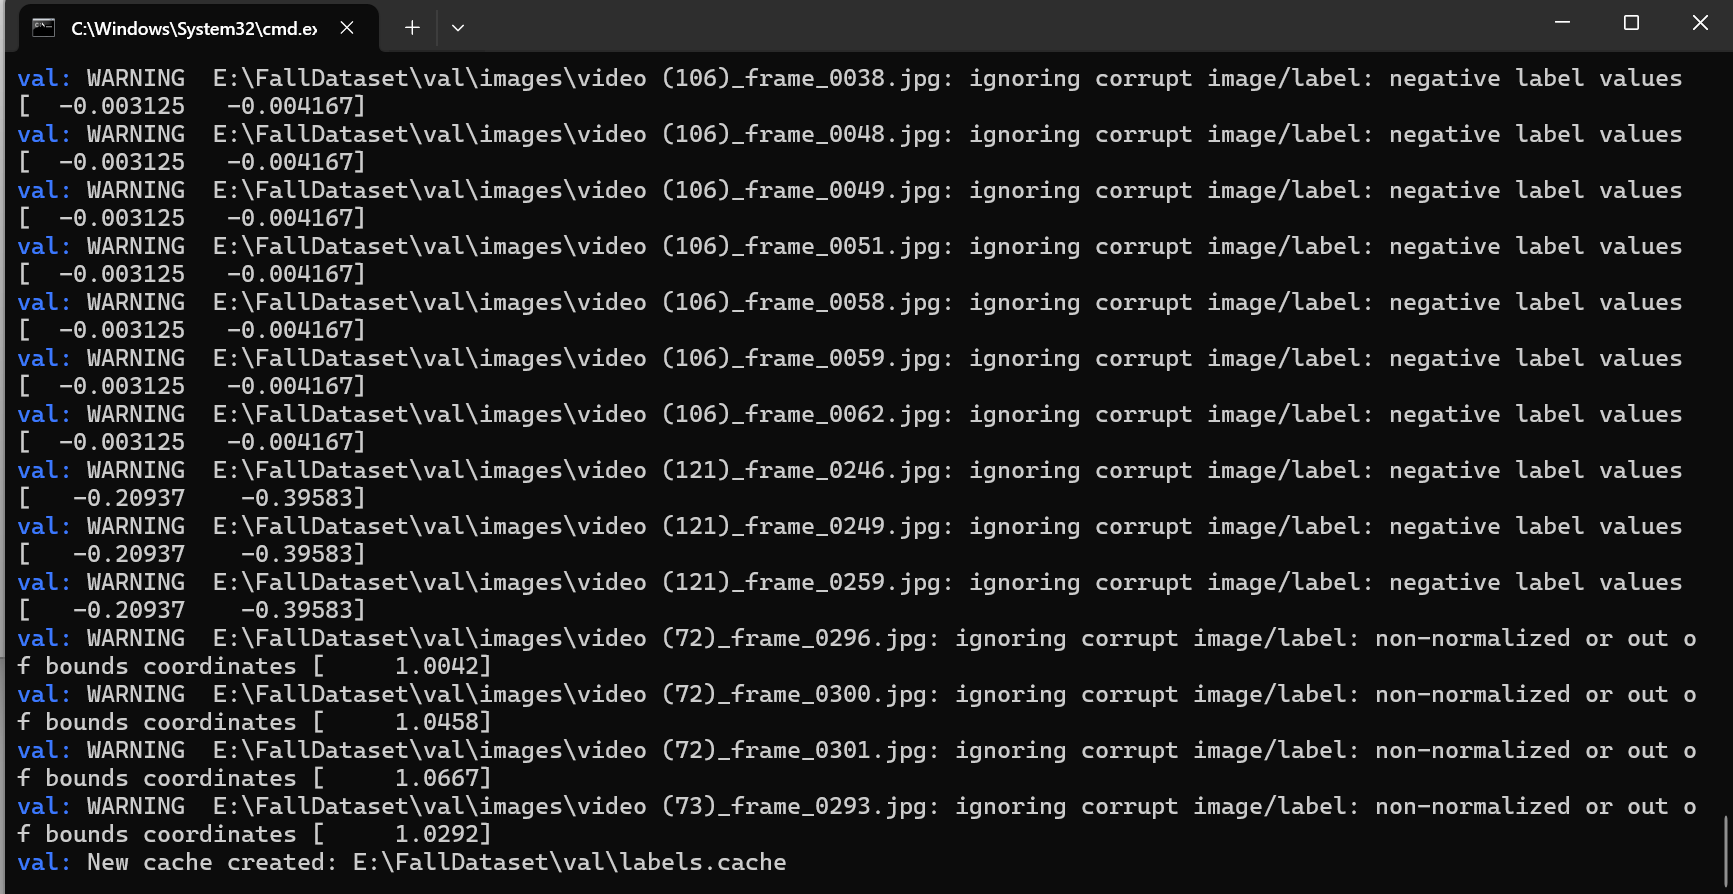 C:\Windows\System32\cmd.ex
val: WARNING  E:\FallDataset\val\images\video (106)_frame_0038.jpg: ignoring corrupt image/label: negative label values
[  -0.003125   -0.004167]
val: WARNING  E:\FallDataset\val\images\video (106)_frame_0048.jpg: ignoring corrupt image/label: negative label values
[  -0.003125   -0.004167]
val: WARNING  E:\FallDataset\val\images\video (106)_frame_0049.jpg: ignoring corrupt image/label: negative label values
[  -0.003125   -0.004167]
val: WARNING  E:\FallDataset\val\images\video (106)_frame_0051.jpg: ignoring corrupt image/label: negative label values
[  -0.003125   -0.004167]
val: WARNING  E:\FallDataset\val\images\video (106)_frame_0058.jpg: ignoring corrupt image/label: negative label values
[  -0.003125   -0.004167]
val: WARNING  E:\FallDataset\val\images\video (106)_frame_0059.jpg: ignoring corrupt image/label: negative label values
[  -0.003125   -0.004167]
val: WARNING  E:\FallDataset\val\images\video (106)_frame_0062.jpg: ignoring corrupt image/label: negative label values
[  -0.003125   -0.004167]
val: WARNING  E:\FallDataset\val\images\video (121)_frame_0246.jpg: ignoring corrupt image/label: negative label values
[   -0.20937    -0.39583]
val: WARNING  E:\FallDataset\val\images\video (121)_frame_0249.jpg: ignoring corrupt image/label: negative label values
[   -0.20937    -0.39583]
val: WARNING  E:\FallDataset\val\images\video (121)_frame_0259.jpg: ignoring corrupt image/label: negative label values
[   -0.20937    -0.39583]
val: WARNING  E:\FallDataset\val\images\video (72)_frame_0296.jpg: ignoring corrupt image/label: non-normalized or out o
f bounds coordinates [     1.0042]
val: WARNING  E:\FallDataset\val\images\video (72)_frame_0300.jpg: ignoring corrupt image/label: non-normalized or out o
f bounds coordinates [     1.0458]
val: WARNING  E:\FallDataset\val\images\video (72)_frame_0301.jpg: ignoring corrupt image/label: non-normalized or out o
f bounds coordinates [     1.0667]
val: WARNING  E:\FallDataset\val\images\video (73)_frame_0293.jpg: ignoring corrupt image/label: non-normalized or out o
f bounds coordinates [     1.0292]
val: New cache created: E:\FallDataset\val\labels.cache